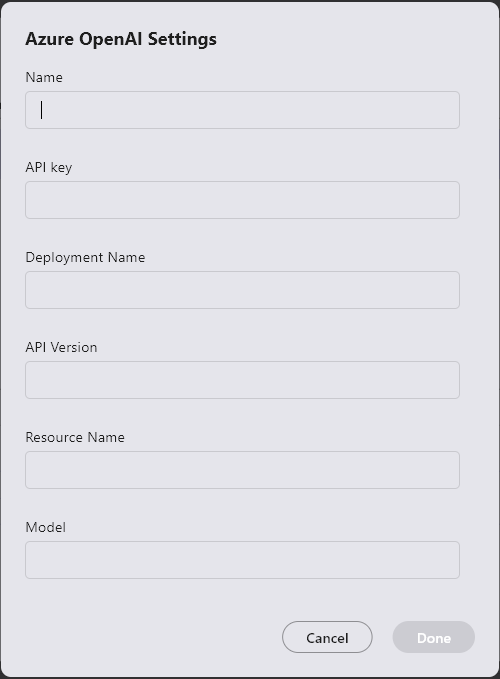 Azure OpenAI Settings
Name
API key
Deployment Name
API Version
Resource Name
Model
Cancel
Done